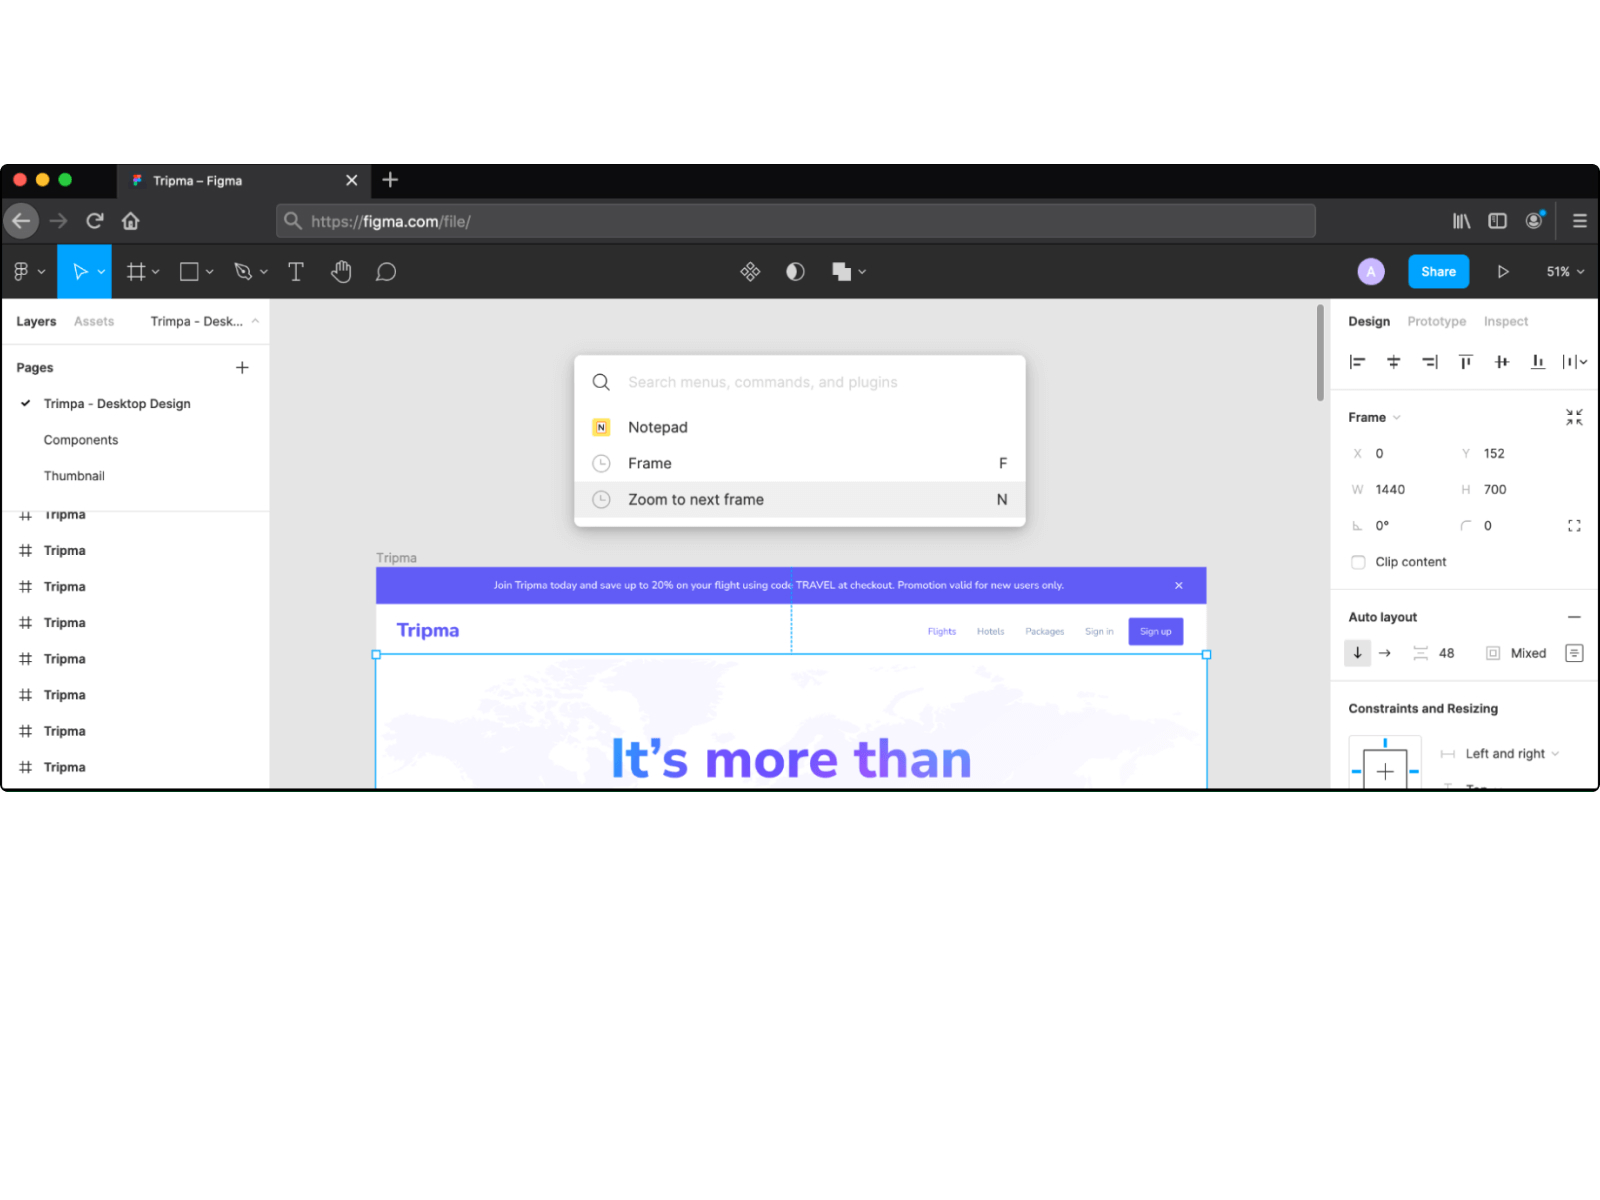 Tripma – Figma
https://figma.com/file/
A
Share
51%
Layers
Assets
Trimpa - Desk...
Pages
Trimpa - Desktop Design
Components
Thumbnail
Tripma
Tripma
Tripma
Tripma
Tripma
Tripma
Tripma
Tripma
Search menus, commands, and plugins
N Notepad
Frame F
Zoom to next frame N
Tripma
Join Tripma today and save up to 20% on your flight using code TRAVEL at checkout. Promotion valid for new users only.
Tripma
Flights
Hotels
Packages
Sign in
Sign up
It's more than
Design
Prototype
Inspect
Frame
X 0 Y 152
W 1440 H 700
0° 0
Clip content
Auto layout
48 Mixed
Constraints and Resizing
Left and right